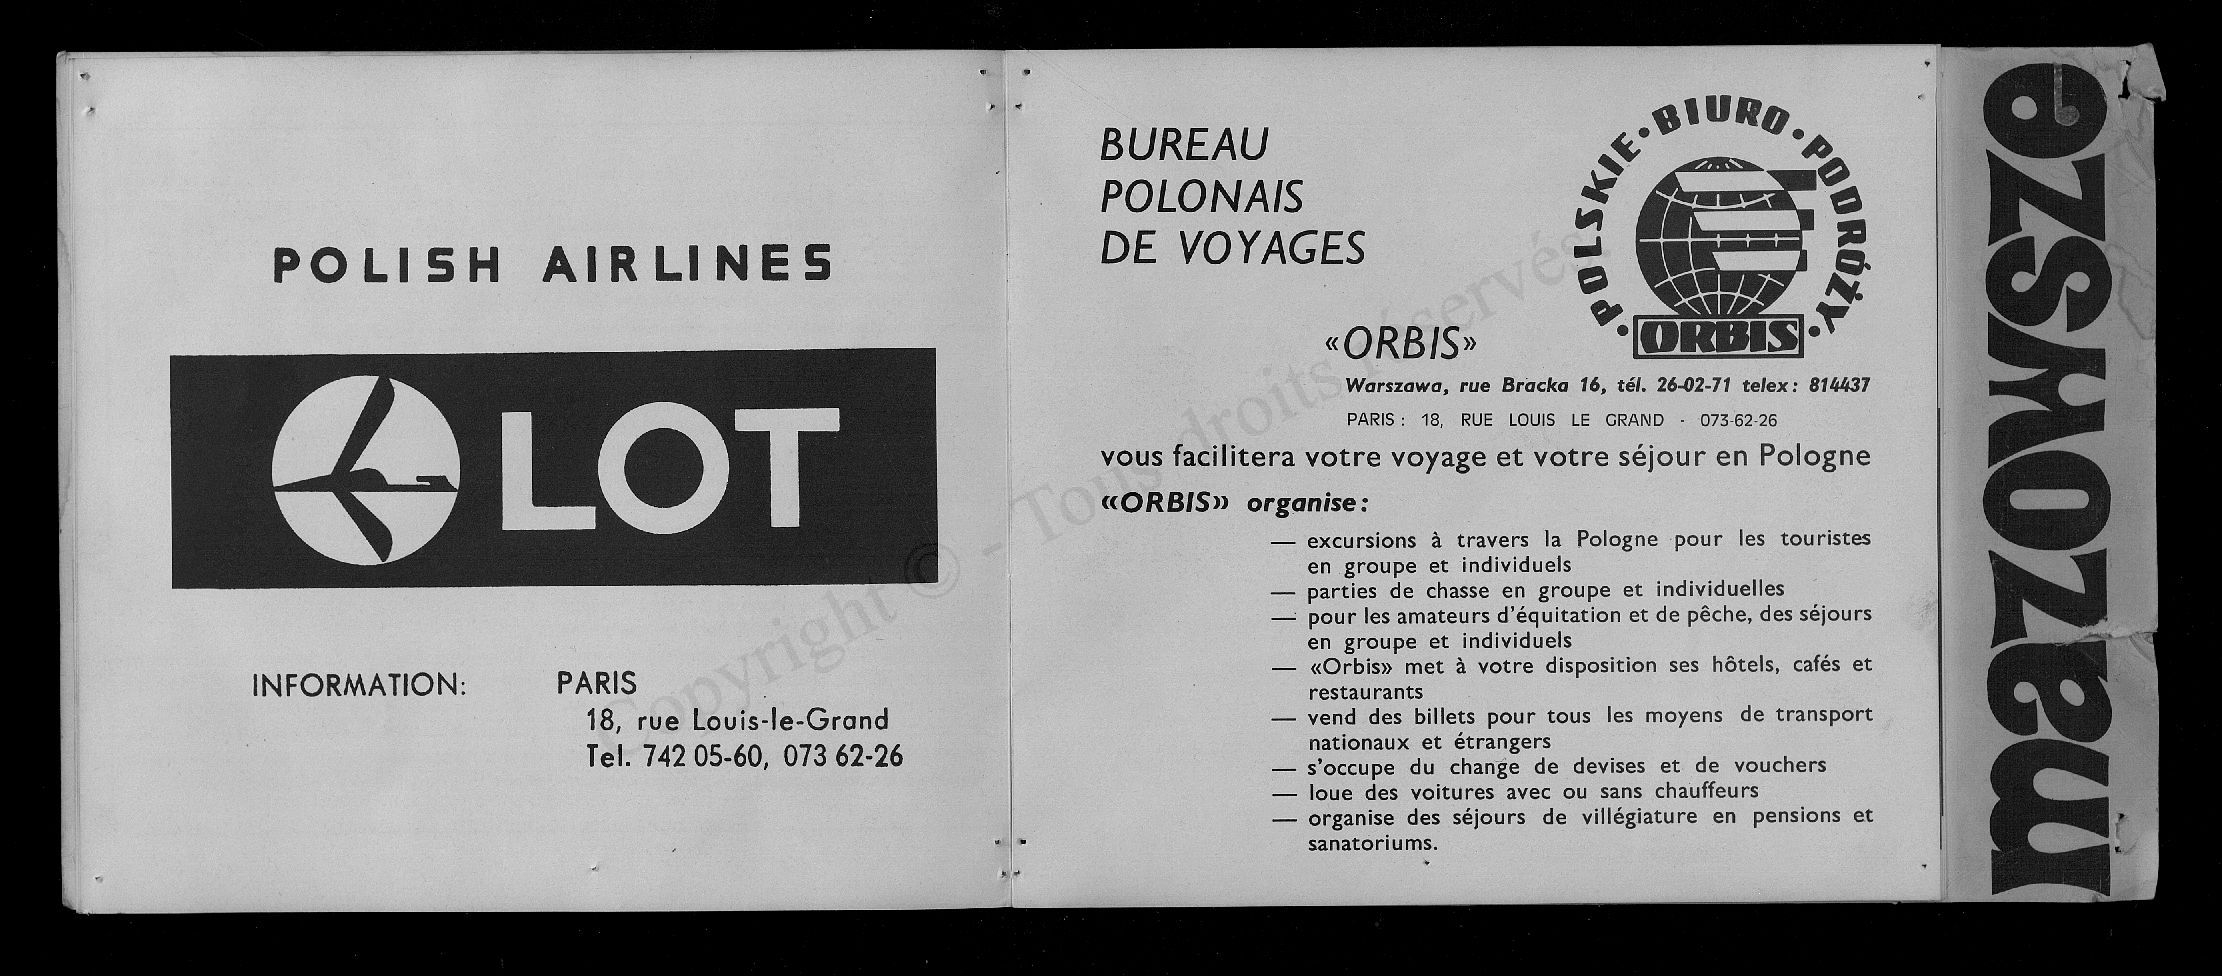 POLISH AIRLINES
LOT
INFORMATION: PARIS
18, rue Louis-le-Grand
Tel. 742 05-60, 073 62-26
BUREAU
POLONAIS
DE VOYAGES
• POLSKIE • BIURO • PODRÓŻY •
ORBIS
«ORBIS»
Warszawa, rue Bracka 16, tél. 26-02-71 telex: 814437
PARIS : 18, RUE LOUIS LE GRAND - 073-62-26
vous facilitera votre voyage et votre séjour en Pologne
«ORBIS» organise:
— excursions à travers la Pologne pour les touristes
en groupe et individuels
— parties de chasse en groupe et individuelles
— pour les amateurs d'équitation et de pêche, des séjours
en groupe et individuels
— «Orbis» met à votre disposition ses hôtels, cafés et
restaurants
— vend des billets pour tous les moyens de transport
nationaux et étrangers
— s'occupe du change de devises et de vouchers
— loue des voitures avec ou sans chauffeurs
— organise des séjours de villégiature en pensions et
sanatoriums.
mazowsze
Copyright © - Tous droits réservés.